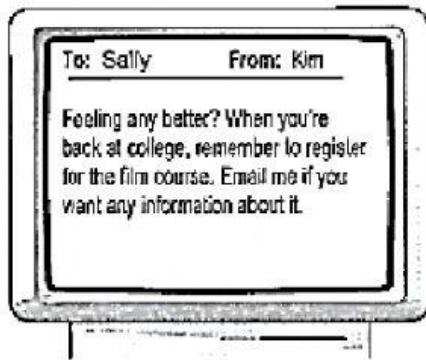 To: Sally From: Kim
Feeling any better? When you're
back at college, remember to register
for the film course. Email me if you
want any information about it.